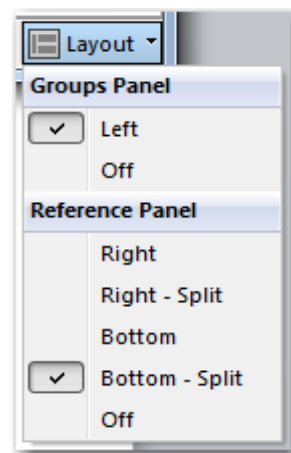 Layout
Groups Panel
Left
Off
Reference Panel
Right
Right - Split
Bottom
Bottom - Split
Off